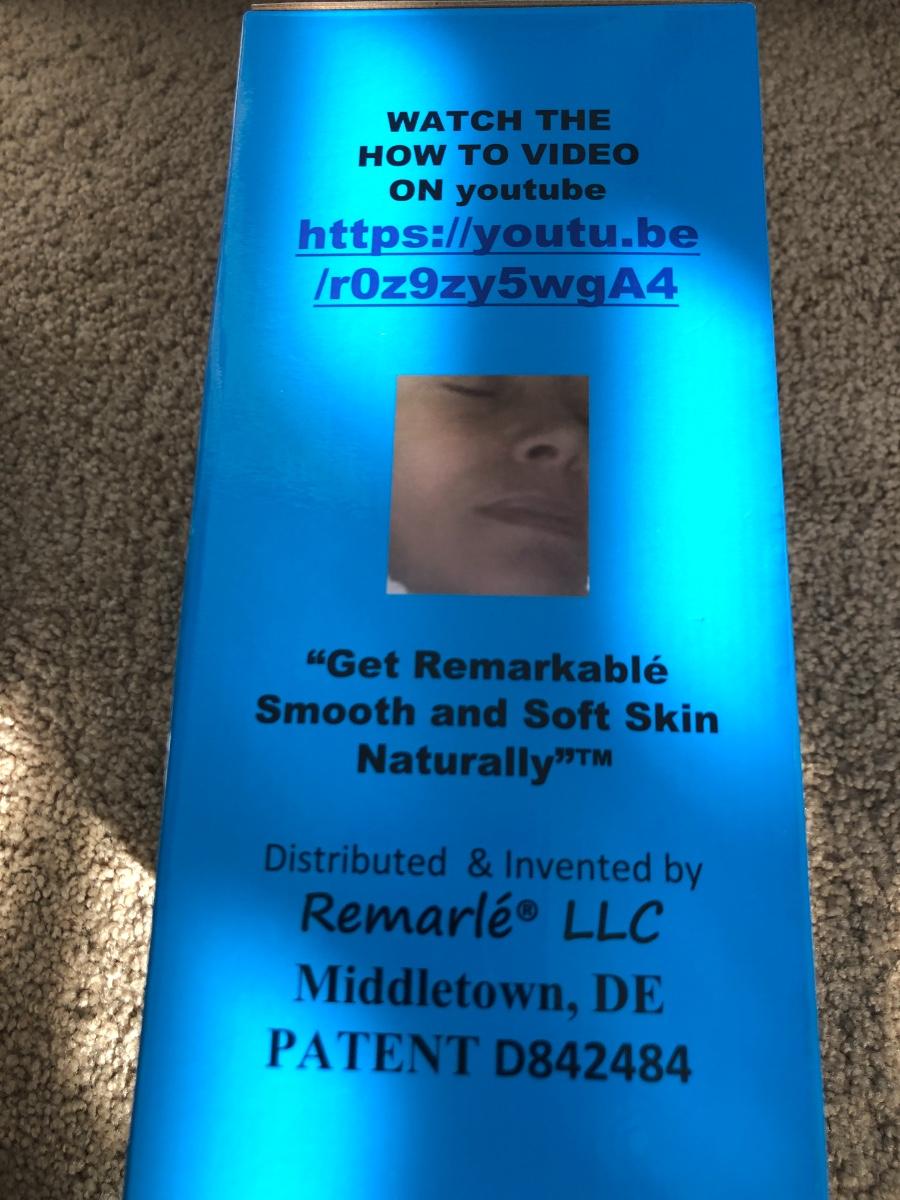 WATCH THE
HOW TO VIDEO
ON youtube
https://youtu.be
/r0z9zy5wgA4
“Get Remarkablé
Smooth and Soft Skin
Naturally”™
Distributed & Invented by
Remarlé® LLC
Middletown, DE
PATENT D842484